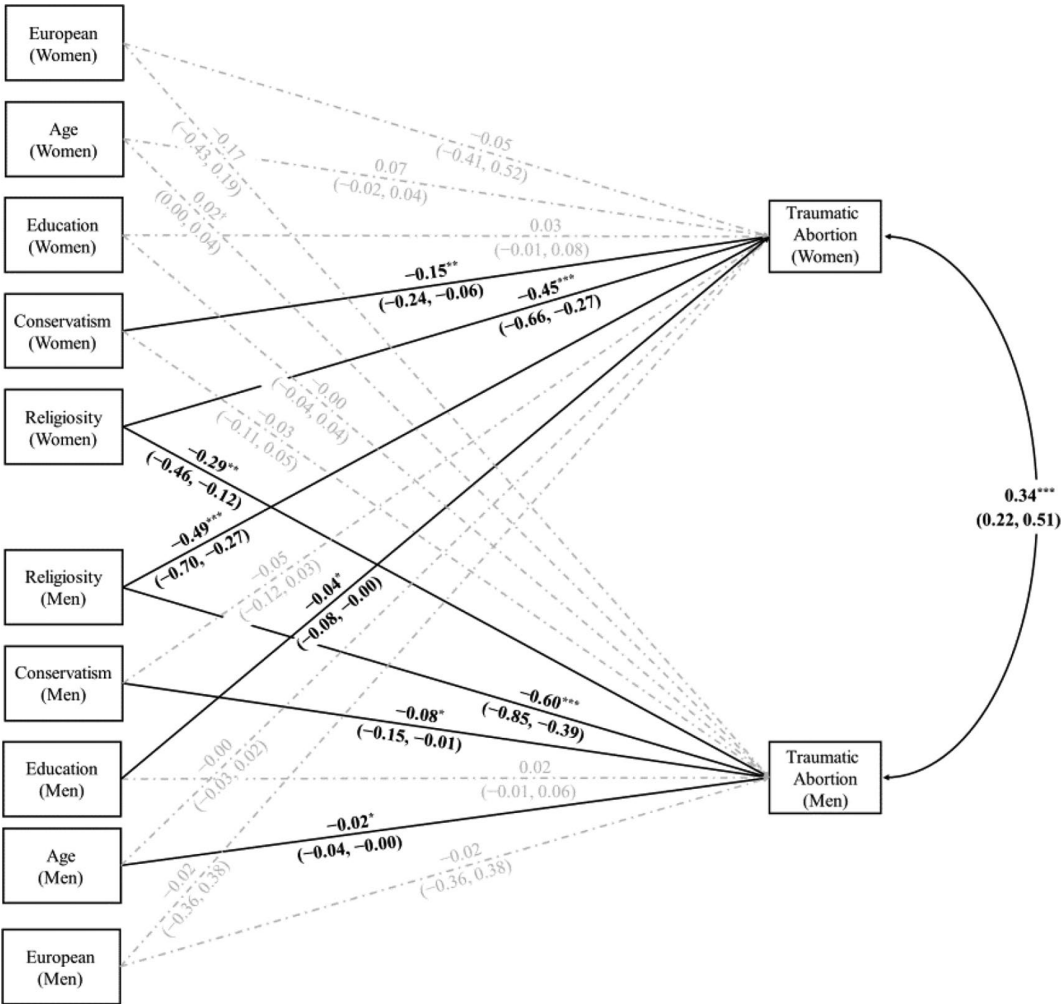 European
(Women)
Age
(Women)
Education
(Women)
Conservatism
(Women)
Religiosity
(Women)
Religiosity
(Men)
Conservatism
(Men)
Education
(Men)
Age
(Men)
European
(Men)
−0.05
(−0.41, 0.52)
−0.17
(−0.43, 0.19)
0.07
(−0.02, 0.04)
0.02*
(0.00, 0.04)
0.03
(−0.01, 0.08)
−0.15**
(−0.24, −0.06)
−0.45***
(−0.66, −0.27)
−0.00
(−0.04, 0.04)
−0.03
(−0.11, 0.05)
−0.29**
(−0.46, −0.12)
−0.49***
(−0.70, −0.27)
−0.05
(−0.12, 0.03)
−0.04*
(−0.08, −0.00)
−0.60***
(−0.85, −0.39)
−0.08*
(−0.15, −0.01)
−0.00
(−0.03, 0.02)
0.02
(−0.01, 0.06)
−0.02*
(−0.04, −0.00)
−0.02
(−0.36, 0.38)
−0.02
(−0.36, 0.38)
Traumatic
Abortion
(Women)
Traumatic
Abortion
(Men)
0.34***
(0.22, 0.51)